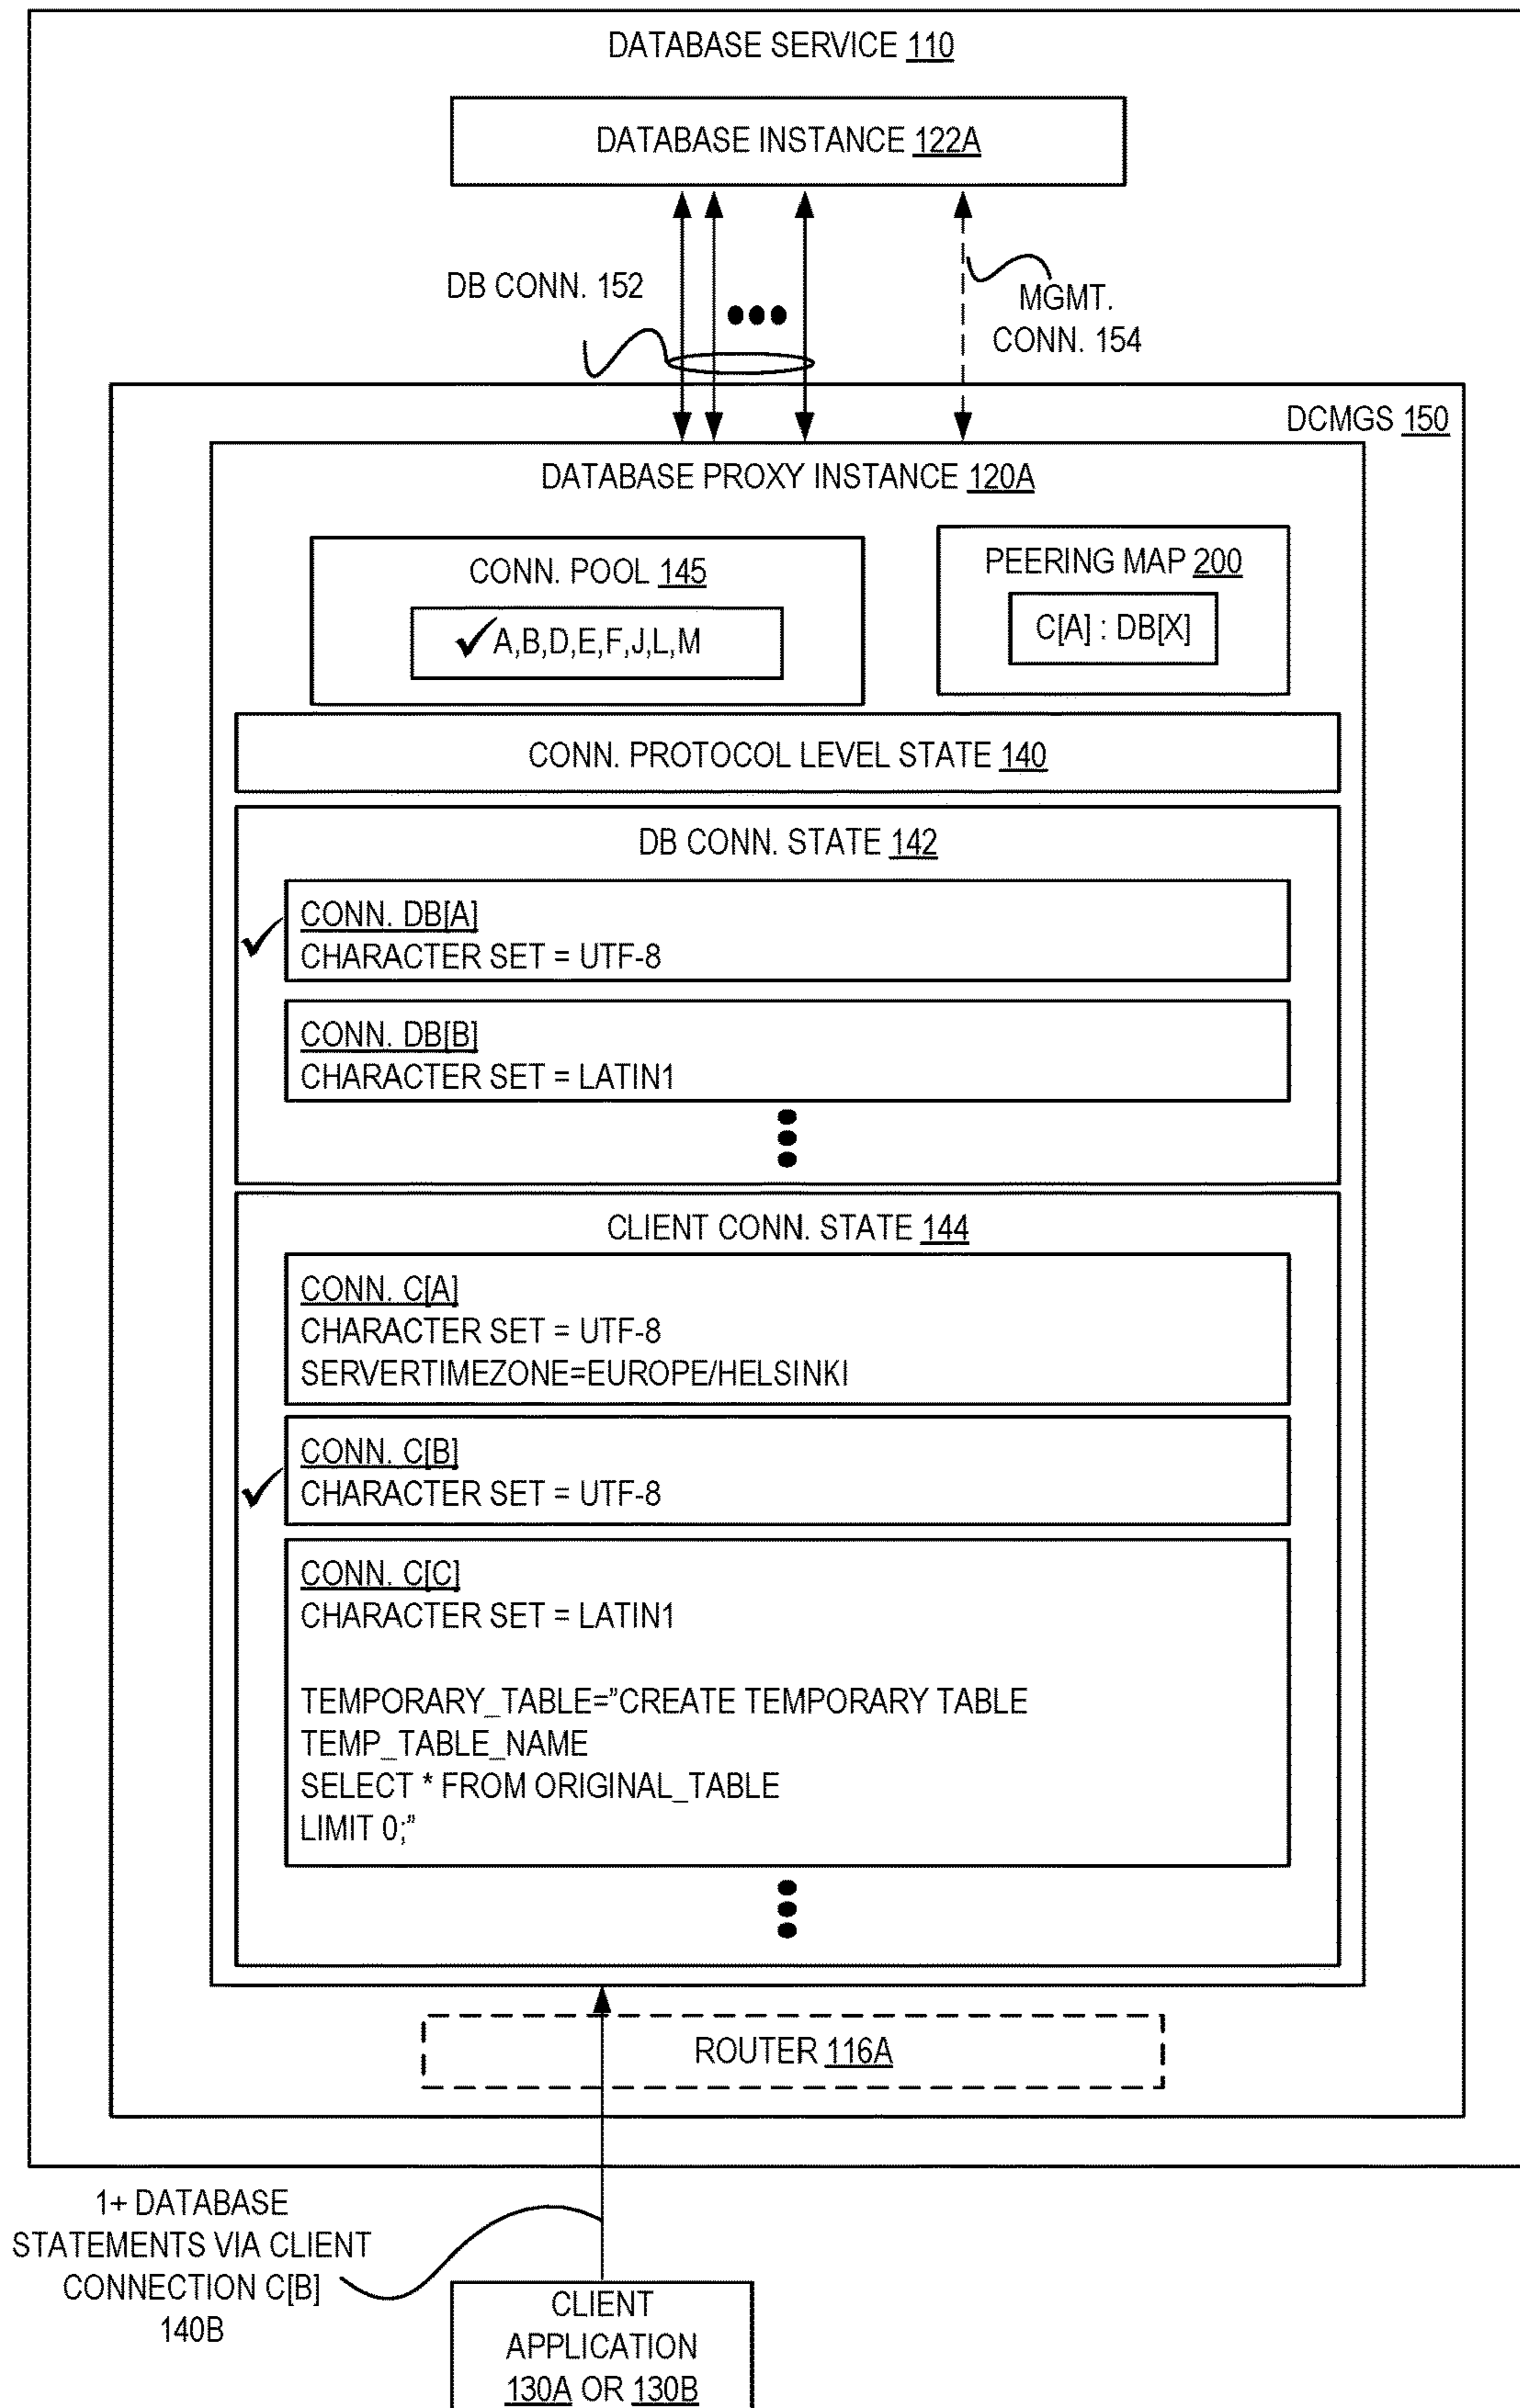 DATABASE SERVICE 110
DATABASE INSTANCE 122A
DB CONN. 152
MGMT.
CONN. 154
DCMGS 150
DATABASE PROXY INSTANCE 120A
CONN. POOL 145
A,B,D,E,F,J,L,M
PEERING MAP 200
C[A] : DB[X]
CONN. PROTOCOL LEVEL STATE 140
DB CONN. STATE 142
CONN. DB[A]
CHARACTER SET = UTF-8
CONN. DB[B]
CHARACTER SET = LATIN1
CLIENT CONN. STATE 144
CONN. C[A]
CHARACTER SET = UTF-8
SERVERTIMEZONE=EUROPE/HELSINKI
CONN. C[B]
CHARACTER SET = UTF-8
CONN. C[C]
CHARACTER SET = LATIN1
TEMPORARY_TABLE=”CREATE TEMPORARY TABLE
TEMP_TABLE_NAME
SELECT * FROM ORIGINAL_TABLE
LIMIT 0;”
ROUTER 116A
1+ DATABASE
STATEMENTS VIA CLIENT
CONNECTION C[B]
140B
CLIENT
APPLICATION
130A OR 130B